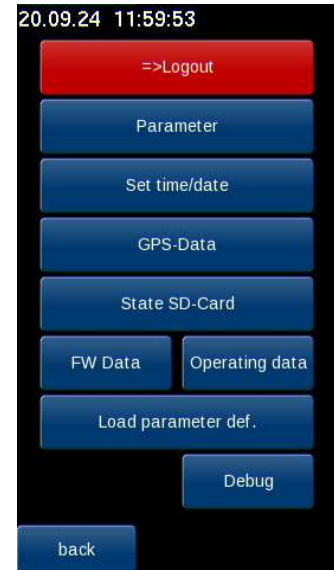 20.09.24 11:59:53
=>Logout
Parameter
Set time/date
GPS-Data
State SD-Card
FW Data Operating data
Load parameter def.
Debug
back